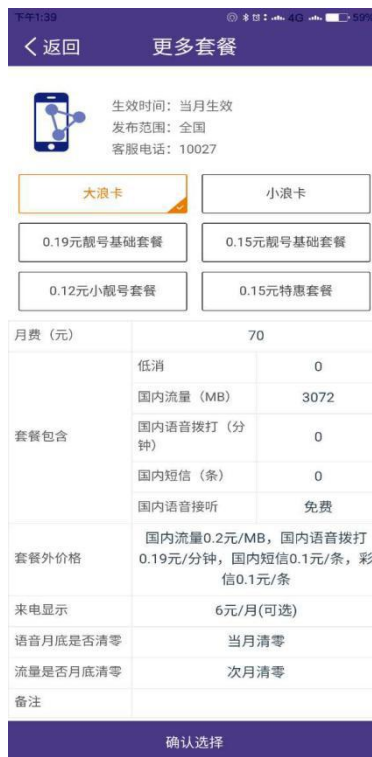 下午1:39 4G 59%
返回 更多套餐
生效时间：当月生效
发布范围：全国
客服电话：10027
大浪卡 小浪卡
0.19元靓号基础套餐 0.15元靓号基础套餐
0.12元小靓号套餐 0.15元特惠套餐
月费（元） 70
套餐包含
低消 0
国内流量（MB） 3072
国内语音拨打（分
钟） 0
国内短信（条） 0
国内语音接听 免费
套餐外价格
国内流量0.2元/MB，国内语音拨打
0.19元/分钟，国内短信0.1元/条，彩
信0.1元/条
来电显示 6元/月(可选)
语音月底是否清零 当月清零
流量是否月底清零 次月清零
备注
确认选择